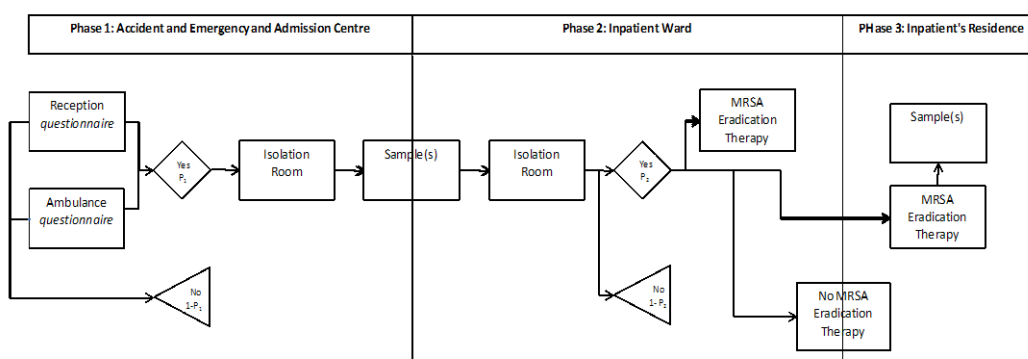 Phase 1: Accident and Emergency and Admission Centre
Phase 2: Inpatient Ward
PHase 3: Inpatient's Residence
Reception
questionnaire
Ambulance
questionnaire
Yes
P₁
No
1-P₁
Isolation
Room
Sample(s)
Isolation
Room
Yes
P₂
No
1-P₂
MRSA
Eradication
Therapy
No MRSA
Eradication
Therapy
Sample(s)
MRSA
Eradication
Therapy